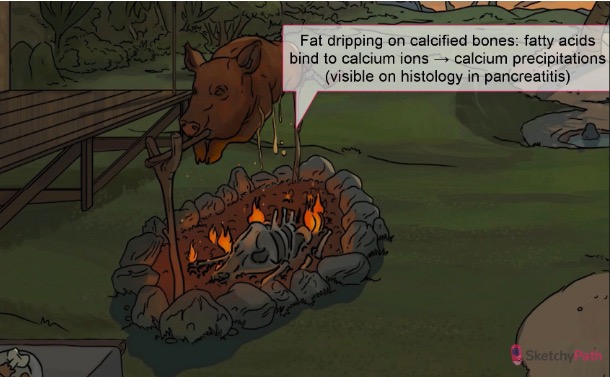 Fat dripping on calcified bones: fatty acids
bind to calcium ions → calcium precipitations
(visible on histology in pancreatitis)
SketchyPath